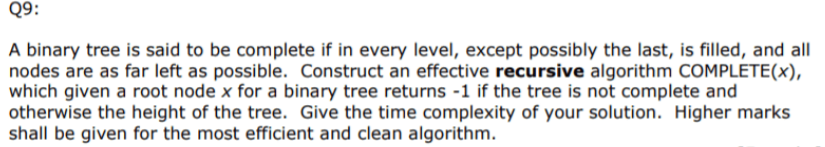 Q9:
A binary tree is said to be complete if in every level, except possibly the last, is filled, and all
nodes are as far left as possible. Construct an effective recursive algorithm COMPLETE(x),
which given a root node x for a binary tree returns -1 if the tree is not complete and
otherwise the height of the tree. Give the time complexity of your solution. Higher marks
shall be given for the most efficient and clean algorithm.